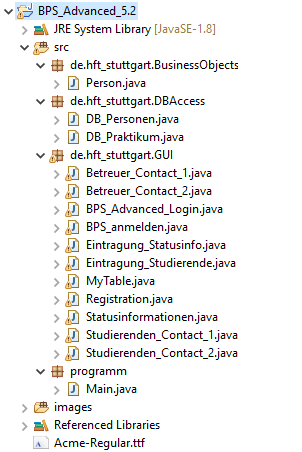 BPS_Advanced_5.2
JRE System Library [JavaSE-1.8]
src
de.hft_stuttgart.BusinessObjects
Person.java
de.hft_stuttgart.DBAccess
DB_Personen.java
DB_Praktikum.java
de.hft_stuttgart.GUI
Betreuer_Contact_1.java
Betreuer_Contact_2.java
BPS_Advanced_Login.java
BPS_anmelden.java
Eintragung_Statusinfo.java
Eintragung_Studierende.java
MyTable.java
Registration.java
Statusinformationen.java
Studierenden_Contact_1.java
Studierenden_Contact_2.java
programm
Main.java
images
Referenced Libraries
Acme-Regular.ttf